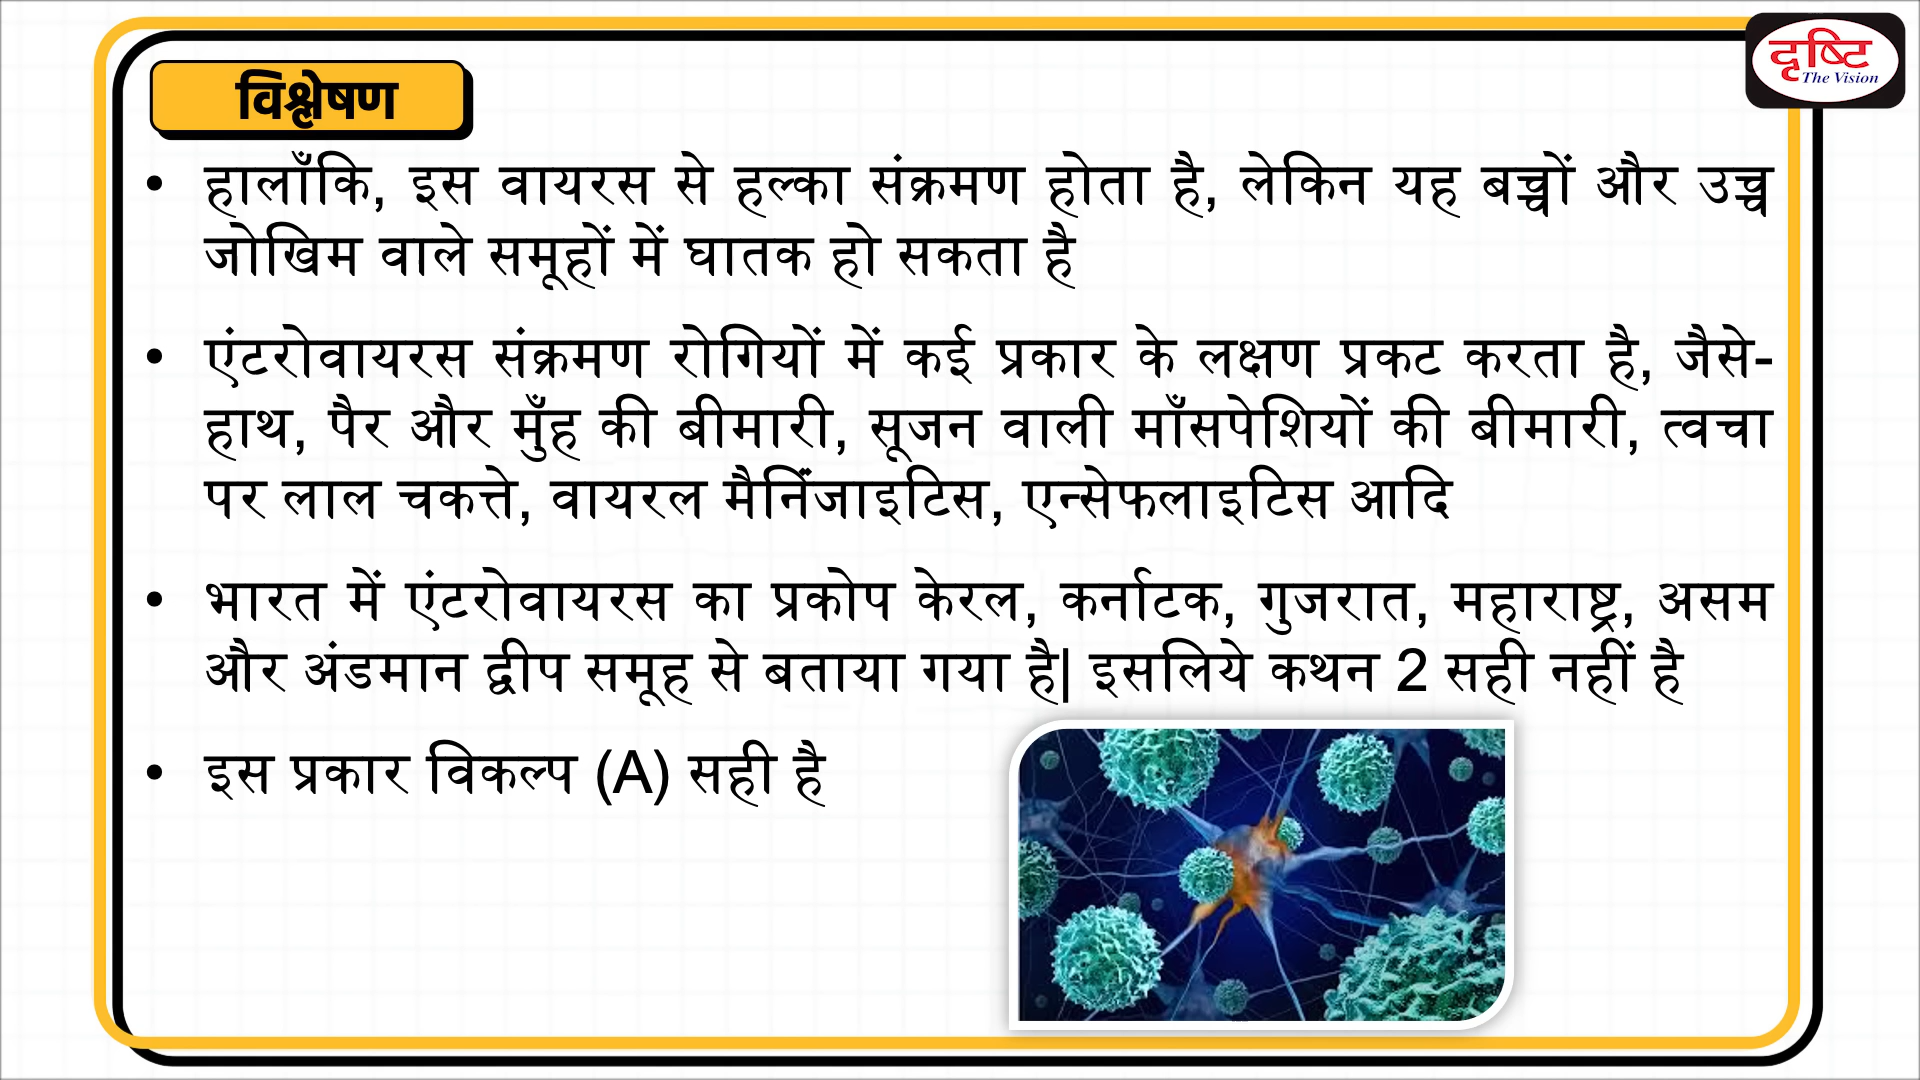 दृष्टि
The Vision
विश्लेषण
• हालाँकि, इस वायरस से हल्का संक्रमण होता है, लेकिन यह बच्चों और उच्च
जोखिम वाले समूहों में घातक हो सकता है
• एंटरोवायरस संक्रमण रोगियों में कई प्रकार के लक्षण प्रकट करता है, जैसे-
हाथ, पैर और मुँह की बीमारी, सूजन वाली माँसपेशियों की बीमारी, त्वचा
पर लाल चकत्ते, वायरल मैनिंजाइटिस, एन्सेफलाइटिस आदि
• भारत में एंटरोवायरस का प्रकोप केरल, कर्नाटक, गुजरात, महाराष्ट्र, असम
और अंडमान द्वीप समूह से बताया गया है| इसलिये कथन 2 सही नहीं है
• इस प्रकार विकल्प (A) सही है